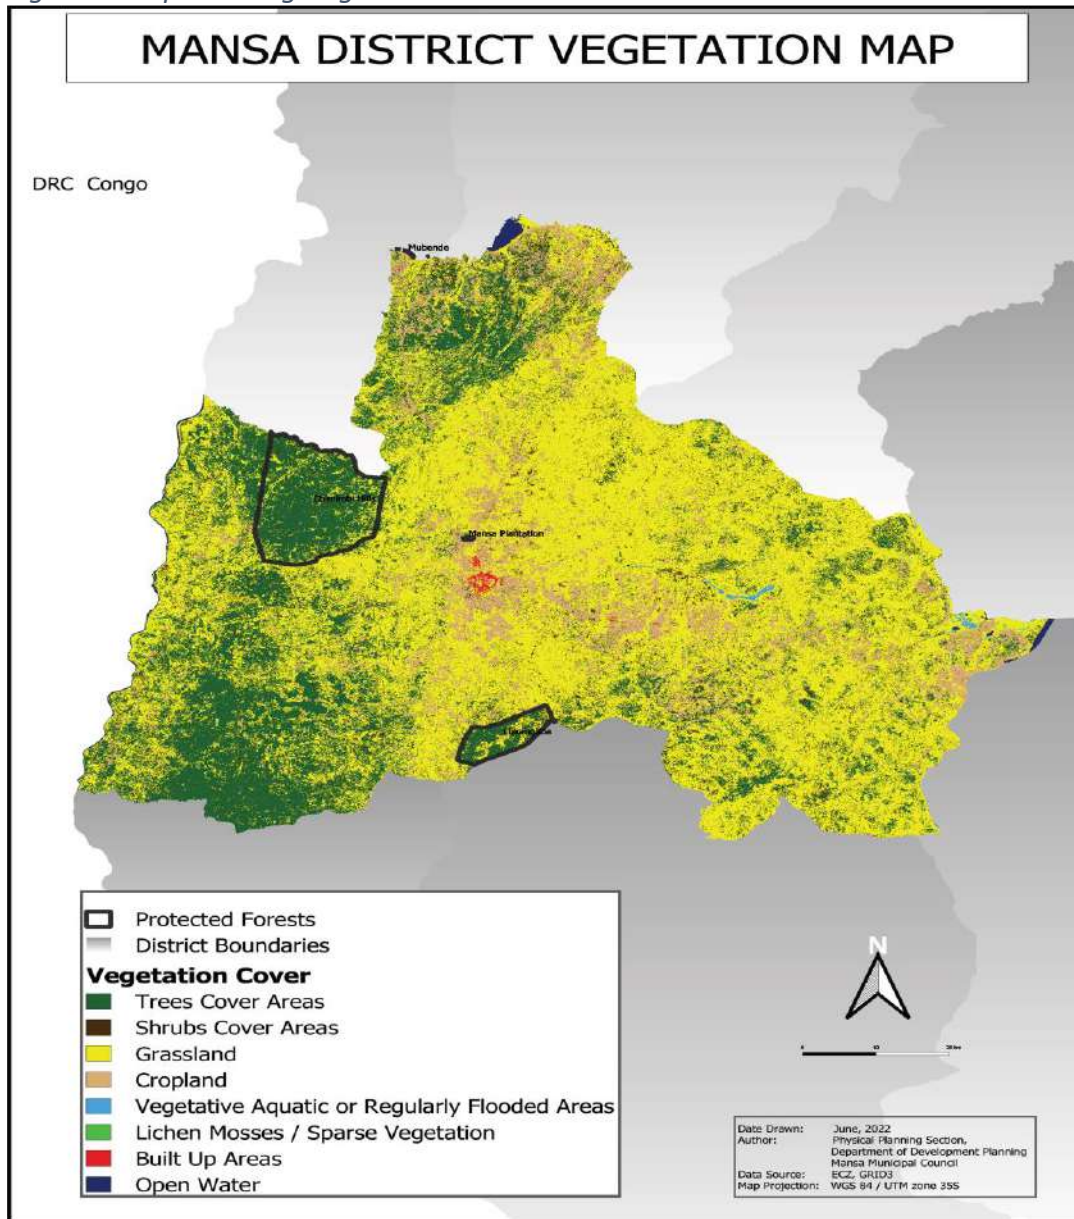 MANSA DISTRICT VEGETATION MAP
DRC Congo
Mubende
Mansa Plantation
Protected Forests
District Boundaries
Vegetation Cover
Trees Cover Areas
Shrubs Cover Areas
Grassland
Cropland
Vegetative Aquatic or Regularly Flooded Areas
Lichen Mosses / Sparse Vegetation
Built Up Areas
Open Water
N
Date Drawn: June, 2022
Author: Physical Planning Section,
Department of Development Planning
Mansa Municipal Council
Data Source: ECZ, GRID3
Map Projection: WGS 84 / UTM zone 35S